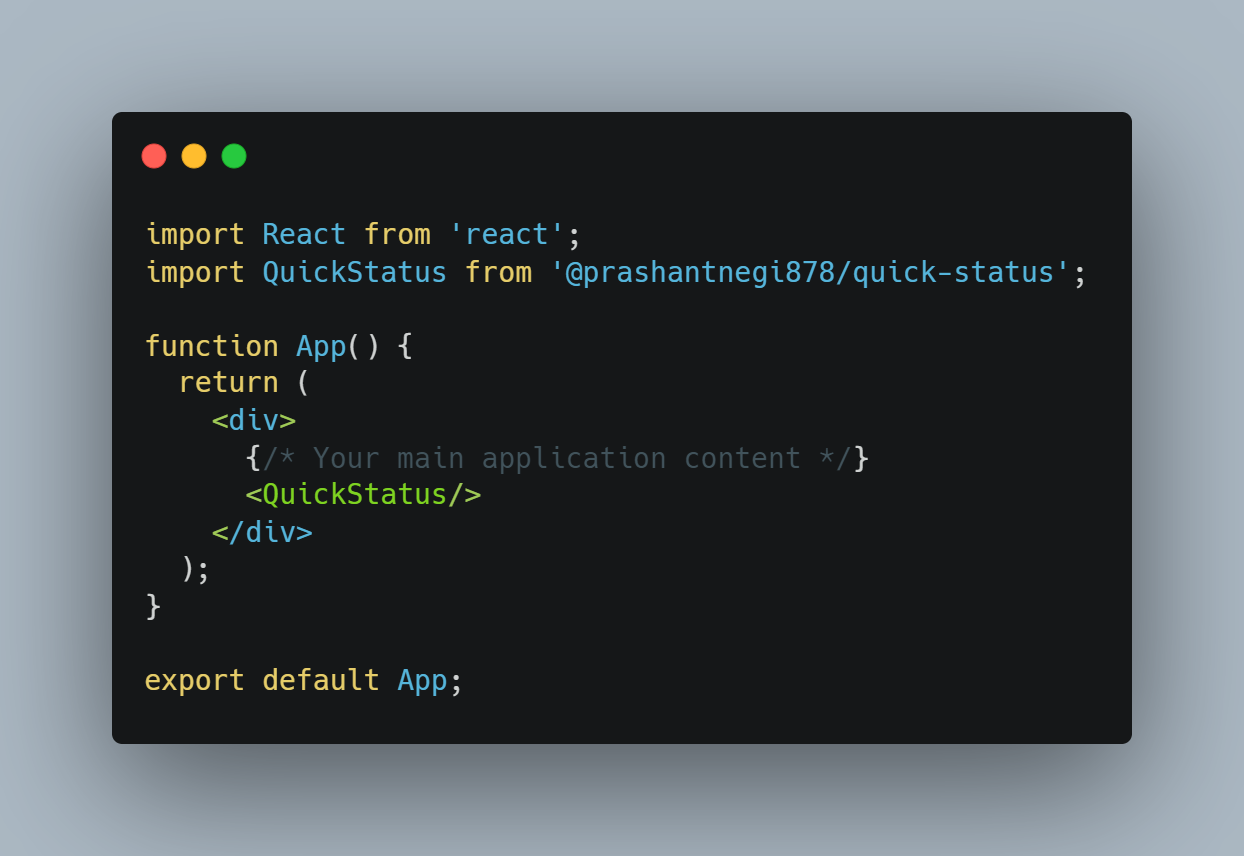 import React from 'react';
import QuickStatus from '@prashantnegi878/quick-status';

function App() {
  return (
    <div>
      {/* Your main application content */}
      <QuickStatus/>
    </div>
  );
}

export default App;